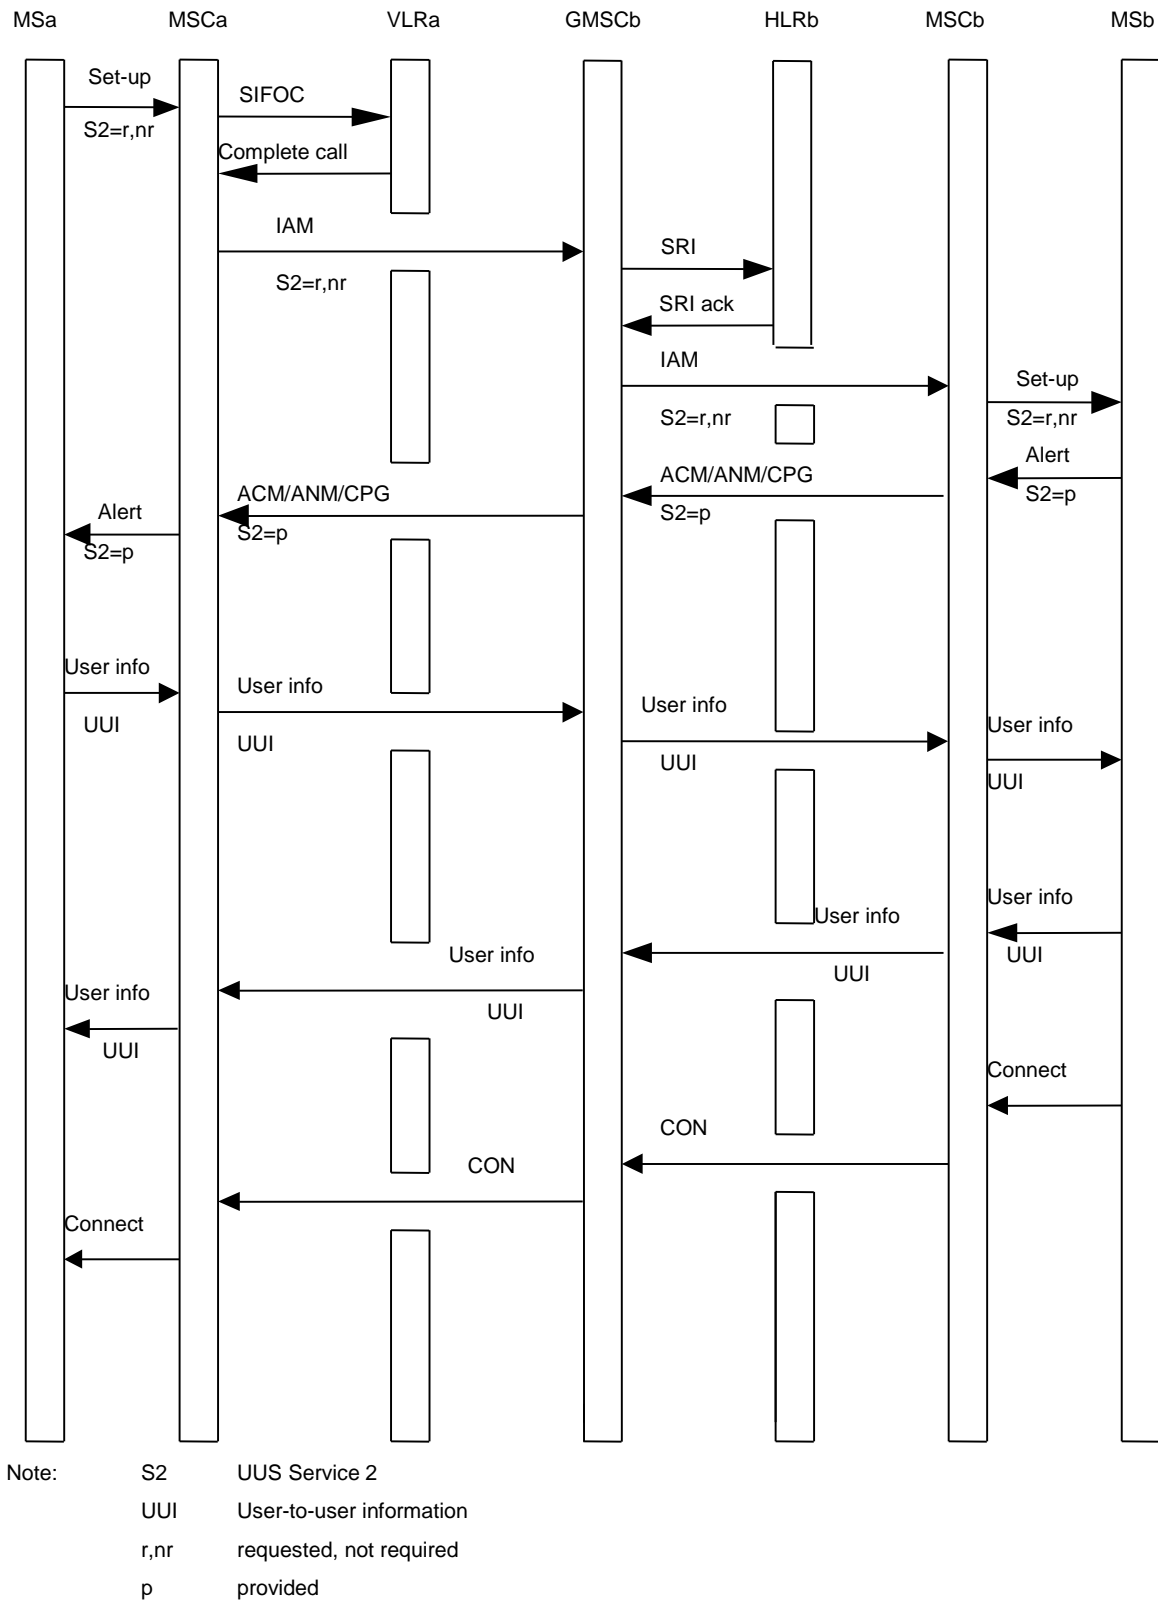 MSa MSCa VLRa GMSCb HLRb MSCb MSb
Set-up
SIFOC
S2=r,nr
Complete call
IAM
SRI
S2=r,nr
SRI ack
IAM
Set-up
S2=r,nr
S2=r,nr
Alert
ACM/ANM/CPG
ACM/ANM/CPG
S2=p
Alert
S2=p
S2=p
S2=p
User info
User info
User info
UUI
User info
UUI
UUI
UUI
User info
User info
User info
UUI
UUI
User info
UUI
UUI
Connect
CON
CON
Connect
Note: S2 UUS Service 2
UUI User-to-user information
r,nr requested, not required
p provided